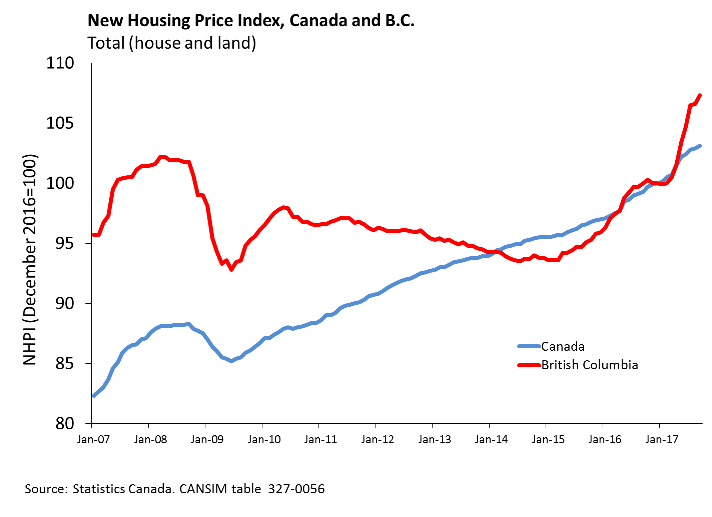 New Housing Price Index, Canada and B.C.
Total (house and land)
NHPI (December 2016=100)
110
105
100
95
90
85
80
Canada
British Columbia
Jan-07 Jan-08 Jan-09 Jan-10 Jan-11 Jan-12 Jan-13 Jan-14 Jan-15 Jan-16 Jan-17
Source: Statistics Canada. CANSIM table 327-0056